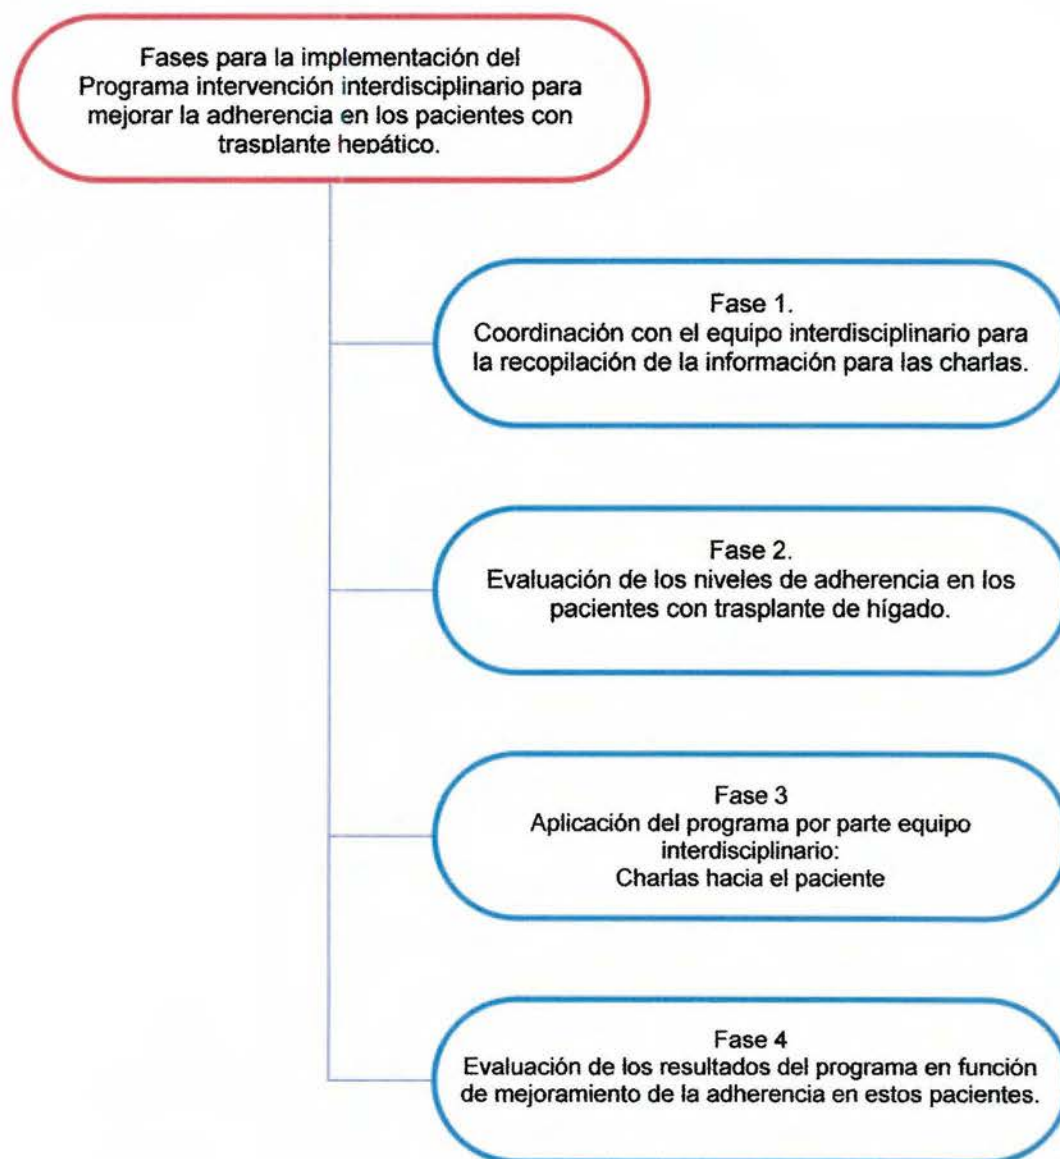 Fases para la implementación del
Programa intervención interdisciplinario para
mejorar la adherencia en los pacientes con
trasplante hepático.
Fase 1.
Coordinación con el equipo interdisciplinario para
la recopilación de la información para las charlas.
Fase 2.
Evaluación de los niveles de adherencia en los
pacientes con trasplante de hígado.
Fase 3
Aplicación del programa por parte equipo
interdisciplinario:
Charlas hacia el paciente
Fase 4
Evaluación de los resultados del programa en función
de mejoramiento de la adherencia en estos pacientes.